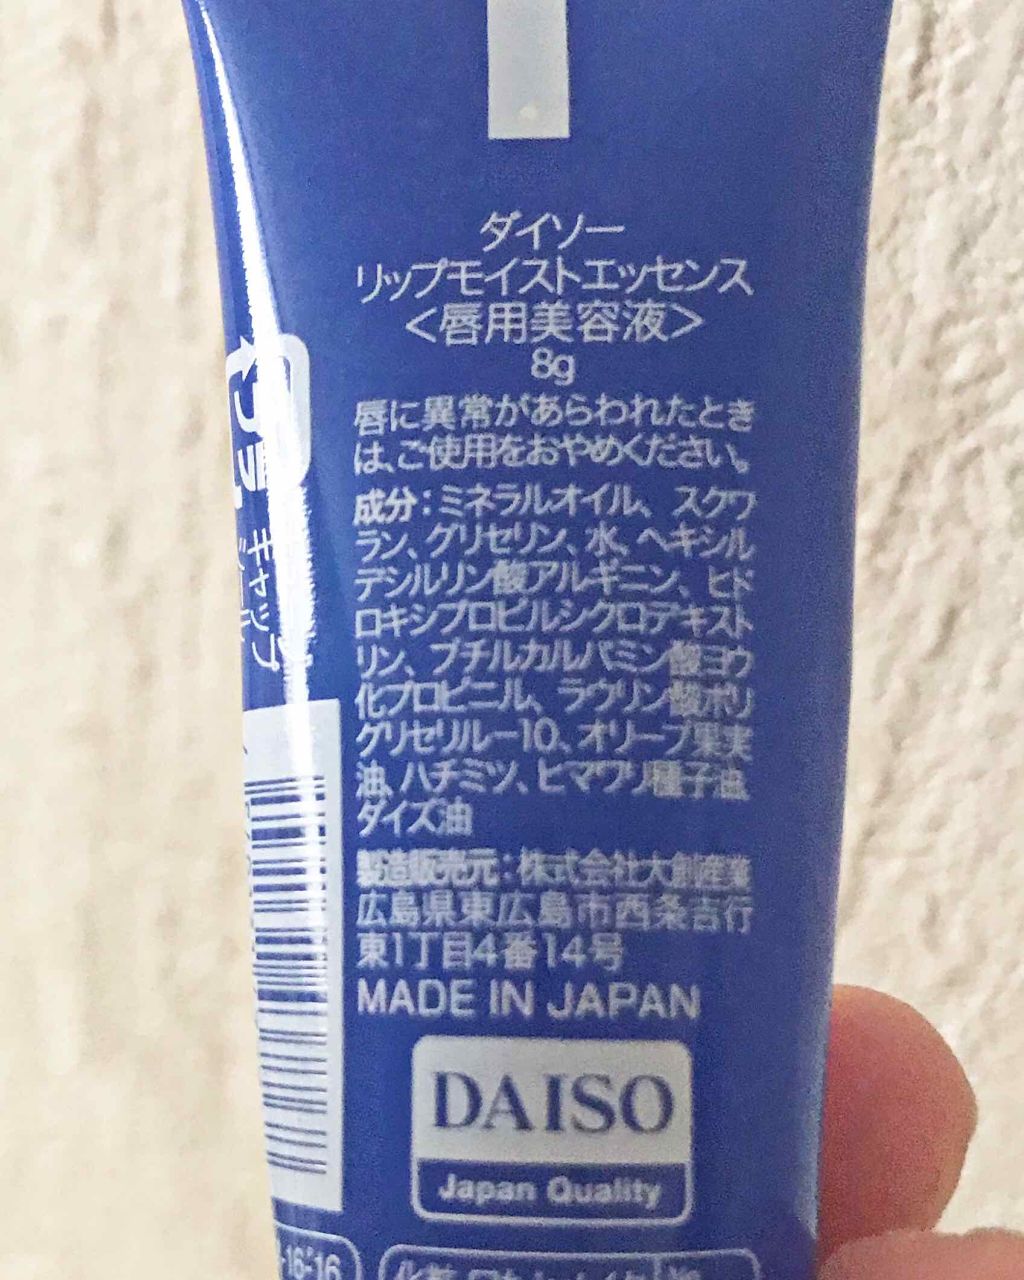 ダイソー
リップモイストエッセンス
<唇用美容液>
8g
唇に異常があらわれたとき
は、ご使用をおやめください。
成分：ミネラルオイル、スクワ
ラン、グリセリン、水、ヘキシル
デシルリン酸アルギニン、ヒド
ロキシプロピルシクロデキスト
リン、ブチルカルバミン酸ヨウ
化プロピニル、ラウリン酸ポリ
グリセリルー10、オリーブ果実
油、ハチミツ、ヒマワリ種子油、
ダイズ油
製造販売元：株式会社大創産業
広島県東広島市西条吉行
東1丁目4番14号
MADE IN JAPAN
DAISO
Japan Quality
キャップ
-16-16